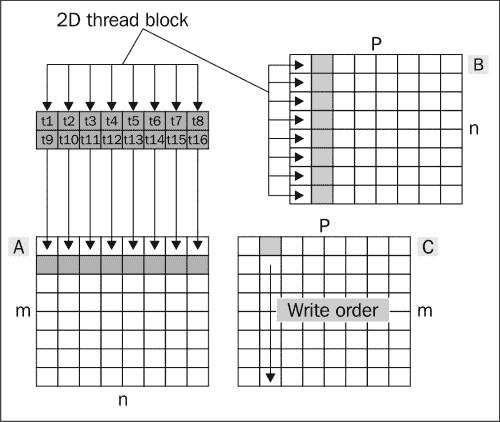 2D thread block
t1 t2 t3 t4 t5 t6 t7 t8
t9 t10 t11 t12 t13 t14 t15 t16
P
B
n
A
m
n
P
C
Write order
m